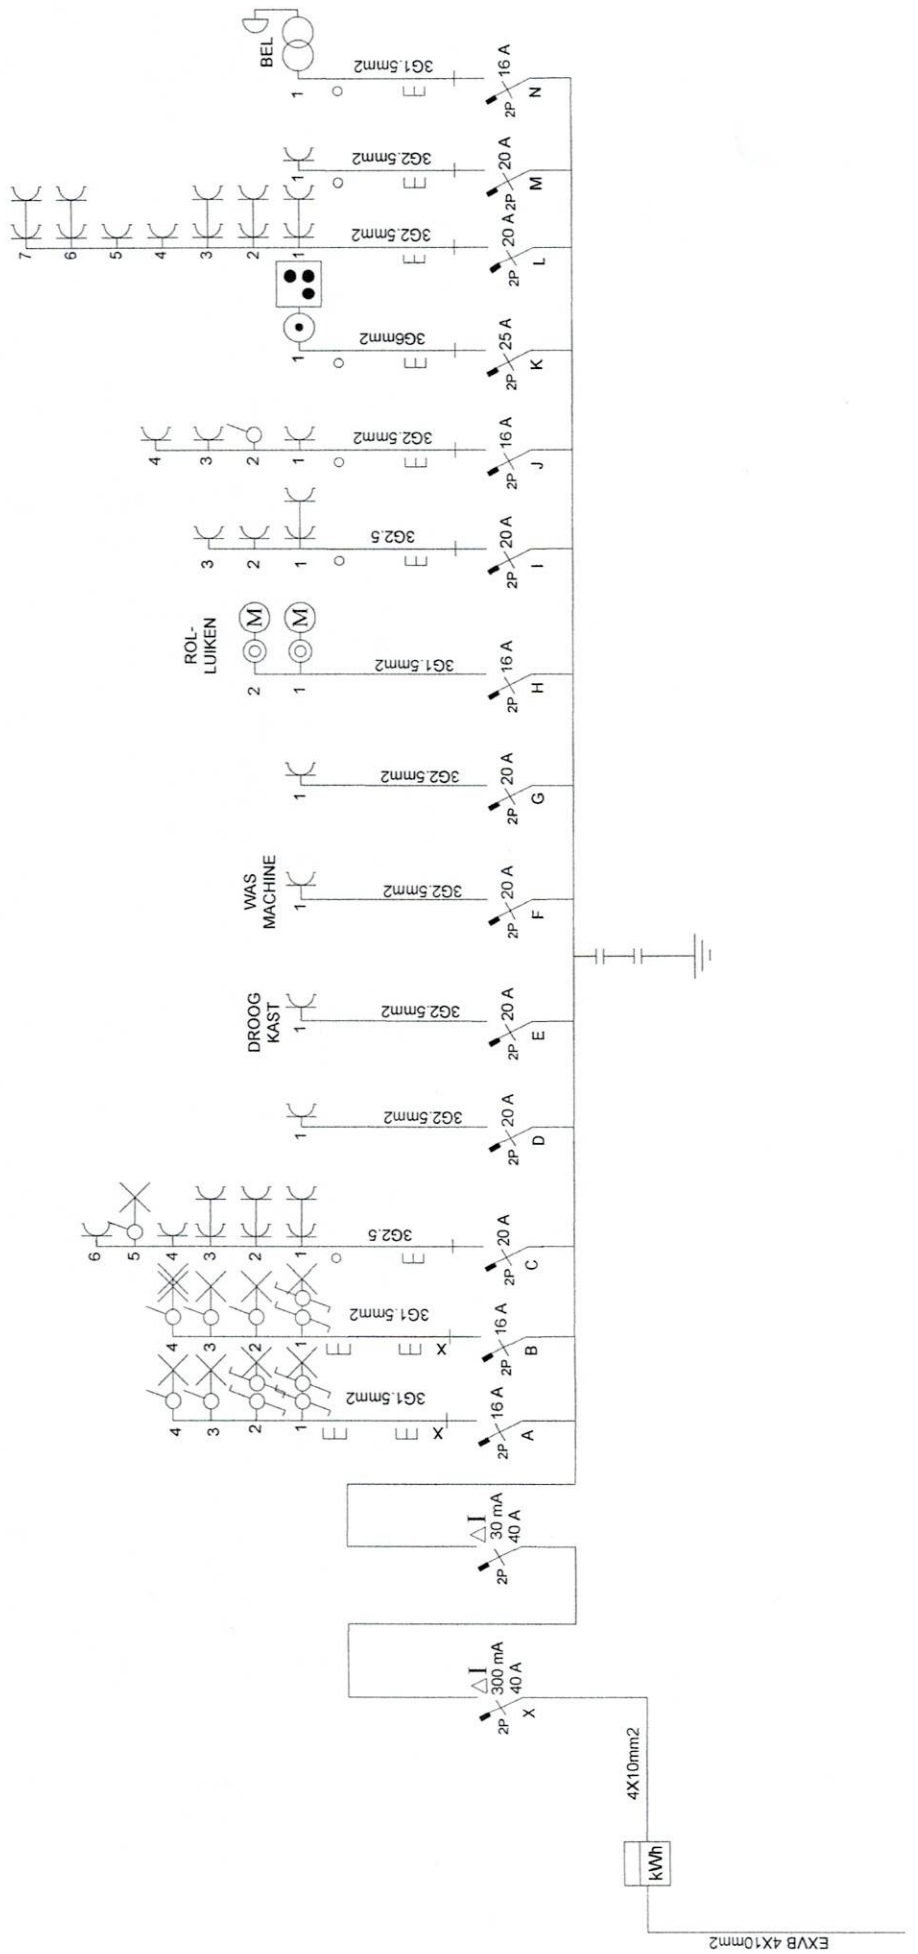 EXVB 4X10mm2
kWh
4X10mm2
ΔI
300 mA
40 A
2P
X
ΔI
30 mA
40 A
2P
4
3
2
1
3G1.5mm2
X
16 A
2P
A
4
3
2
1
3G1.5mm2
X
16 A
2P
B
6
5
4
3
2
1
3G2.5
20 A
2P
C
1
3G2.5mm2
20 A
2P
D
DROOG
KAST
1
3G2.5mm2
20 A
2P
E
WAS
MACHINE
1
3G2.5mm2
20 A
2P
F
1
3G2.5mm2
20 A
2P
G
ROL-
LUIKEN
2
M
1
M
3G1.5mm2
16 A
2P
H
3
2
1
3G2.5
20 A
2P
I
4
3
2
1
3G2.5mm2
16 A
2P
J
1
3G6mm2
25 A
2P
K
7
6
5
4
3
2
1
3G2.5mm2
20 A
2P
L
1
3G2.5mm2
20 A
2P
M
BEL
1
3G1.5mm2
16 A
2P
N